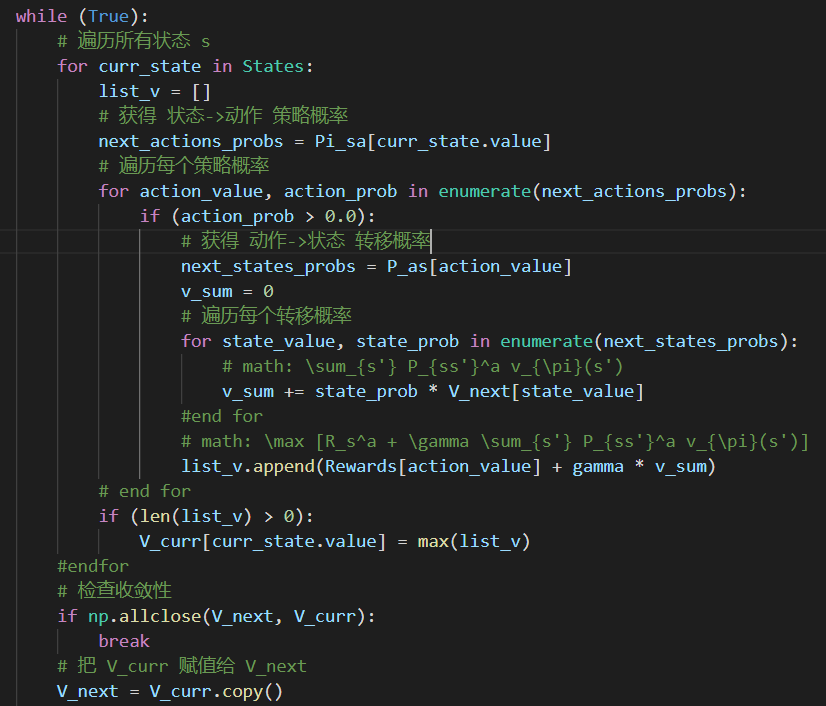 while (True):
# 遍历所有状态 s
for curr_state in States:
list_v = []
# 获得 状态->动作 策略概率
next_actions_probs = Pi_sa[curr_state.value]
# 遍历每个策略概率
for action_value, action_prob in enumerate(next_actions_probs):
if (action_prob > 0.0):
# 获得 动作->状态 转移概率
next_states_probs = P_as[action_value]
v_sum = 0
# 遍历每个转移概率
for state_value, state_prob in enumerate(next_states_probs):
# math: \sum_{s'} P_{ss'}^a v_{\pi}(s')
v_sum += state_prob * V_next[state_value]
#end for
# math: \max [R_s^a + \gamma \sum_{s'} P_{ss'}^a v_{\pi}(s')]
list_v.append(Rewards[action_value] + gamma * v_sum)
# end for
if (len(list_v) > 0):
V_curr[curr_state.value] = max(list_v)
#endfor
# 检查收敛性
if np.allclose(V_next, V_curr):
break
# 把 V_curr 赋值给 V_next
V_next = V_curr.copy()